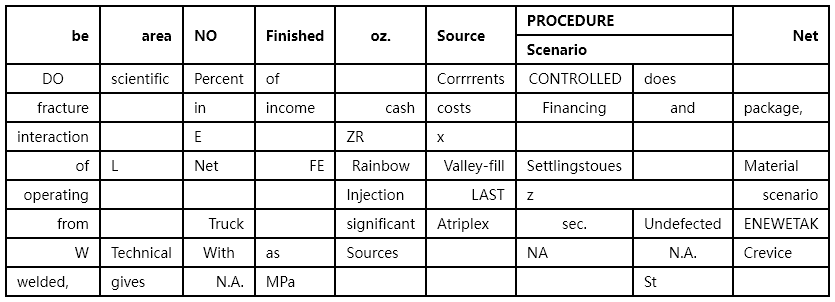 be area NO Finished oz. Source PROCEDURE Net
Scenario
DO scientific Percent of Corrrrents CONTROLLED does
fracture in income cash costs Financing and package,
interaction E ZR x
of L Net FE Rainbow Valley-fill Settlingstoues Material
operating Injection LAST z scenario
from Truck significant Atriplex sec. Undefected ENEWETAK
W Technical With as Sources NA N.A. Crevice
welded, gives N.A. MPa St